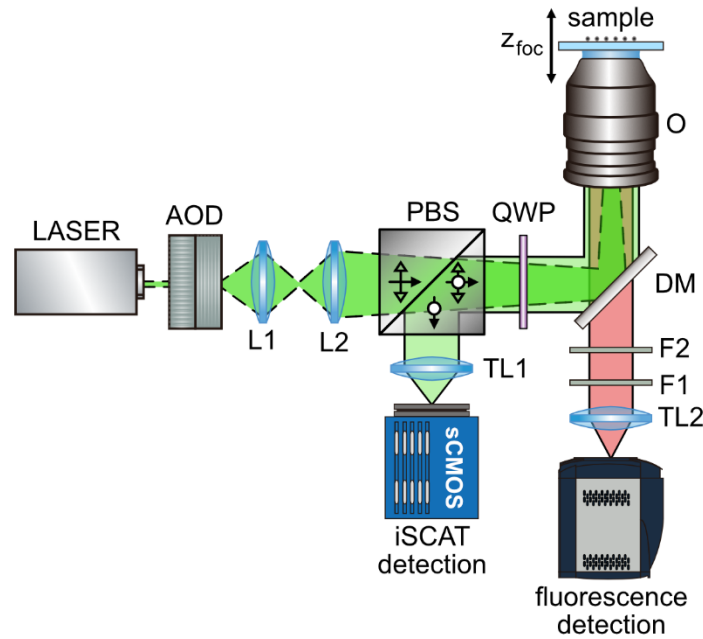 sample
z_foc
O
AOD
PBS
QWP
LASER
DM
L1
L2
F2
TL1
F1
TL2
sCMOS
iSCAT
detection
fluorescence
detection